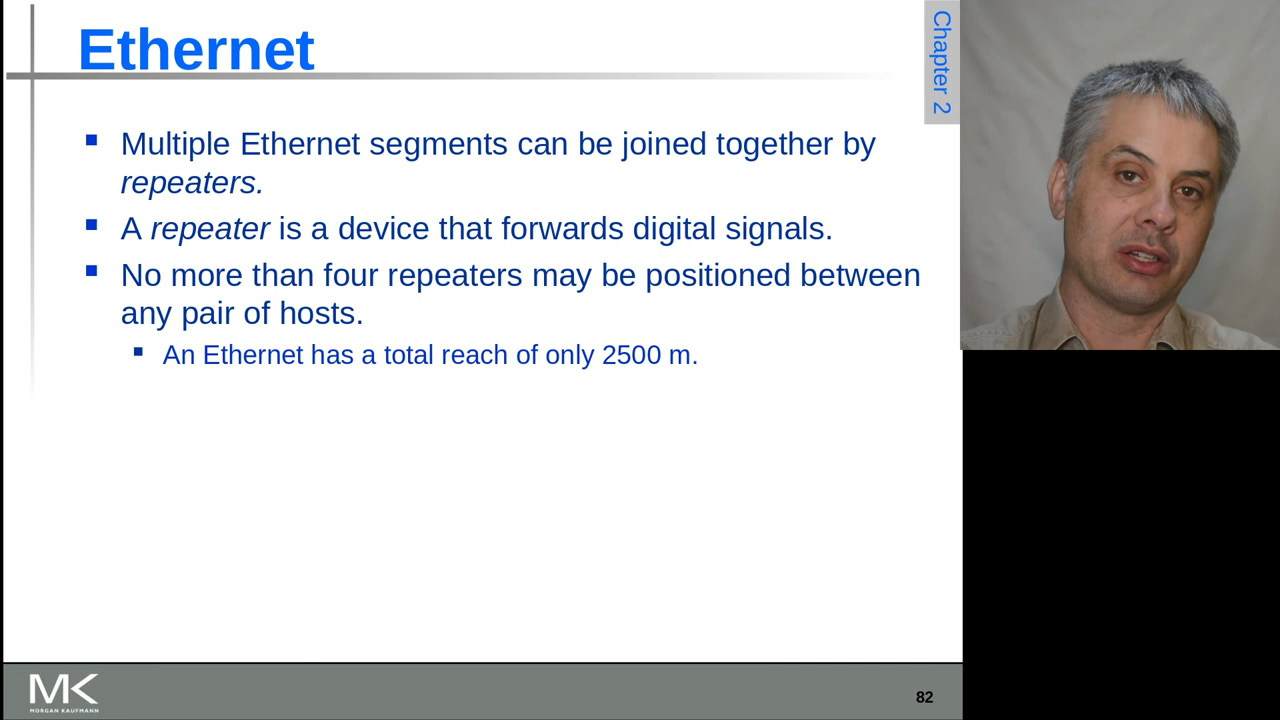 Ethernet
Chapter 2
Multiple Ethernet segments can be joined together by
repeaters.
A repeater is a device that forwards digital signals.
No more than four repeaters may be positioned between
any pair of hosts.
An Ethernet has a total reach of only 2500 m.
MK
MORGAN KAUFMANN
82